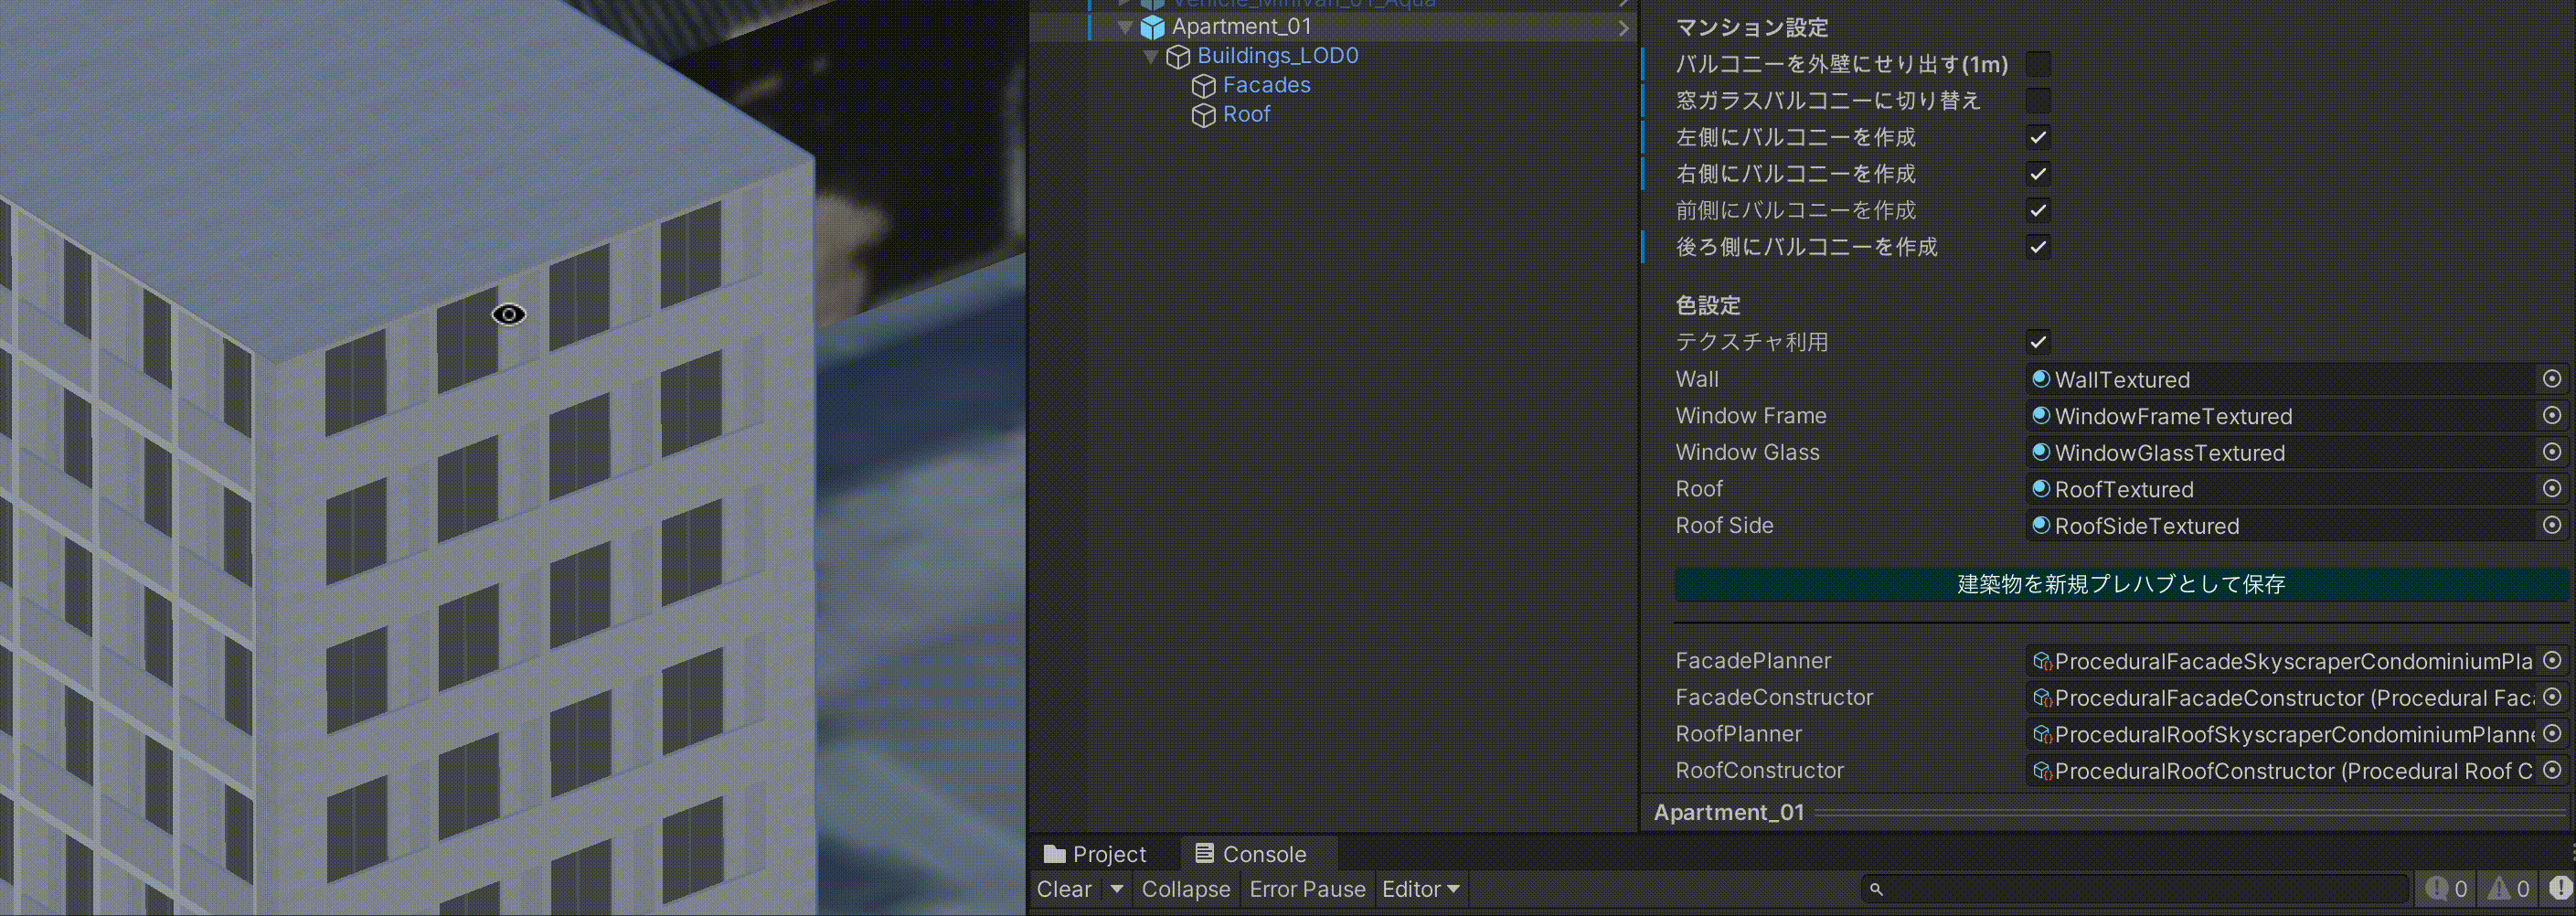 Vehicle_Minivan_01_Aqua
Apartment_01
Buildings_LOD0
Facades
Roof
マンション設定
バルコニーを外壁にせり出す(1m)
窓ガラスバルコニーに切り替え
左側にバルコニーを作成
右側にバルコニーを作成
前側にバルコニーを作成
後ろ側にバルコニーを作成
色設定
テクスチャ利用
Wall WallTextured
Window Frame WindowFrameTextured
Window Glass WindowGlassTextured
Roof RoofTextured
Roof Side RoofSideTextured
建築物を新規プレハブとして保存
FacadePlanner ProceduralFacadeSkyscraperCondominiumPla
FacadeConstructor ProceduralFacadeConstructor (Procedural Fac
RoofPlanner ProceduralRoofSkyscraperCondominiumPlanne
RoofConstructor ProceduralRoofConstructor (Procedural Roof C
Apartment_01
Project Console
Clear Collapse Error Pause Editor 0 0